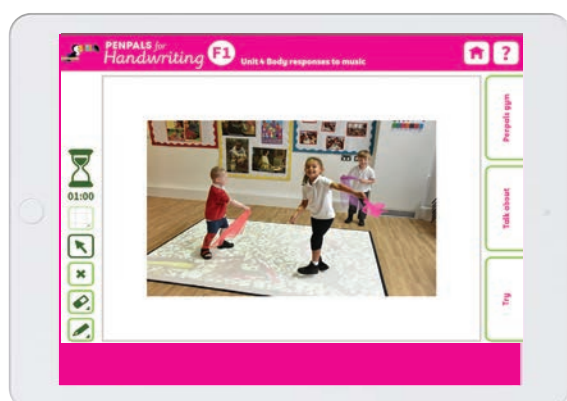 PENPALS for
Handwriting
F1
Unit 4 Body responses to music
?
01:00
Penpals gym
Talk about
Try